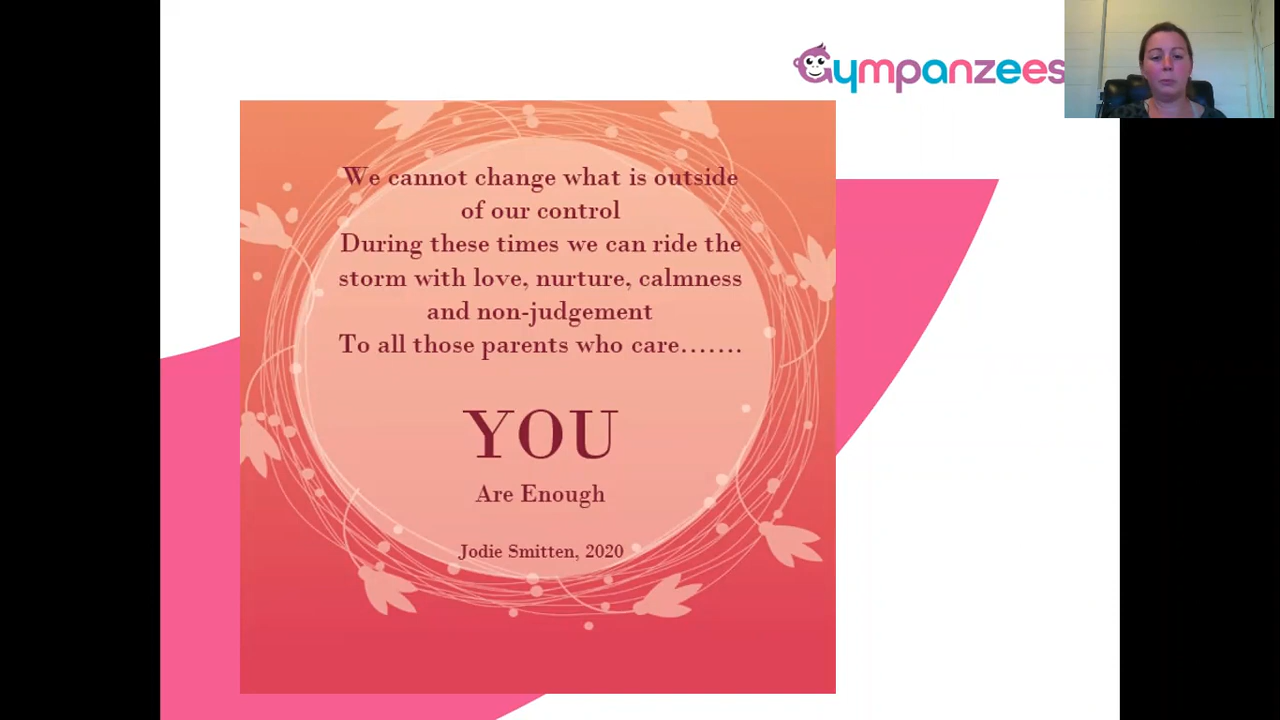 Gympanzees
We cannot change what is outside
of our control
During these times we can ride the
storm with love, nurture, calmness
and non-judgement
To all those parents who care.......
YOU
Are Enough
Jodie Smitten, 2020